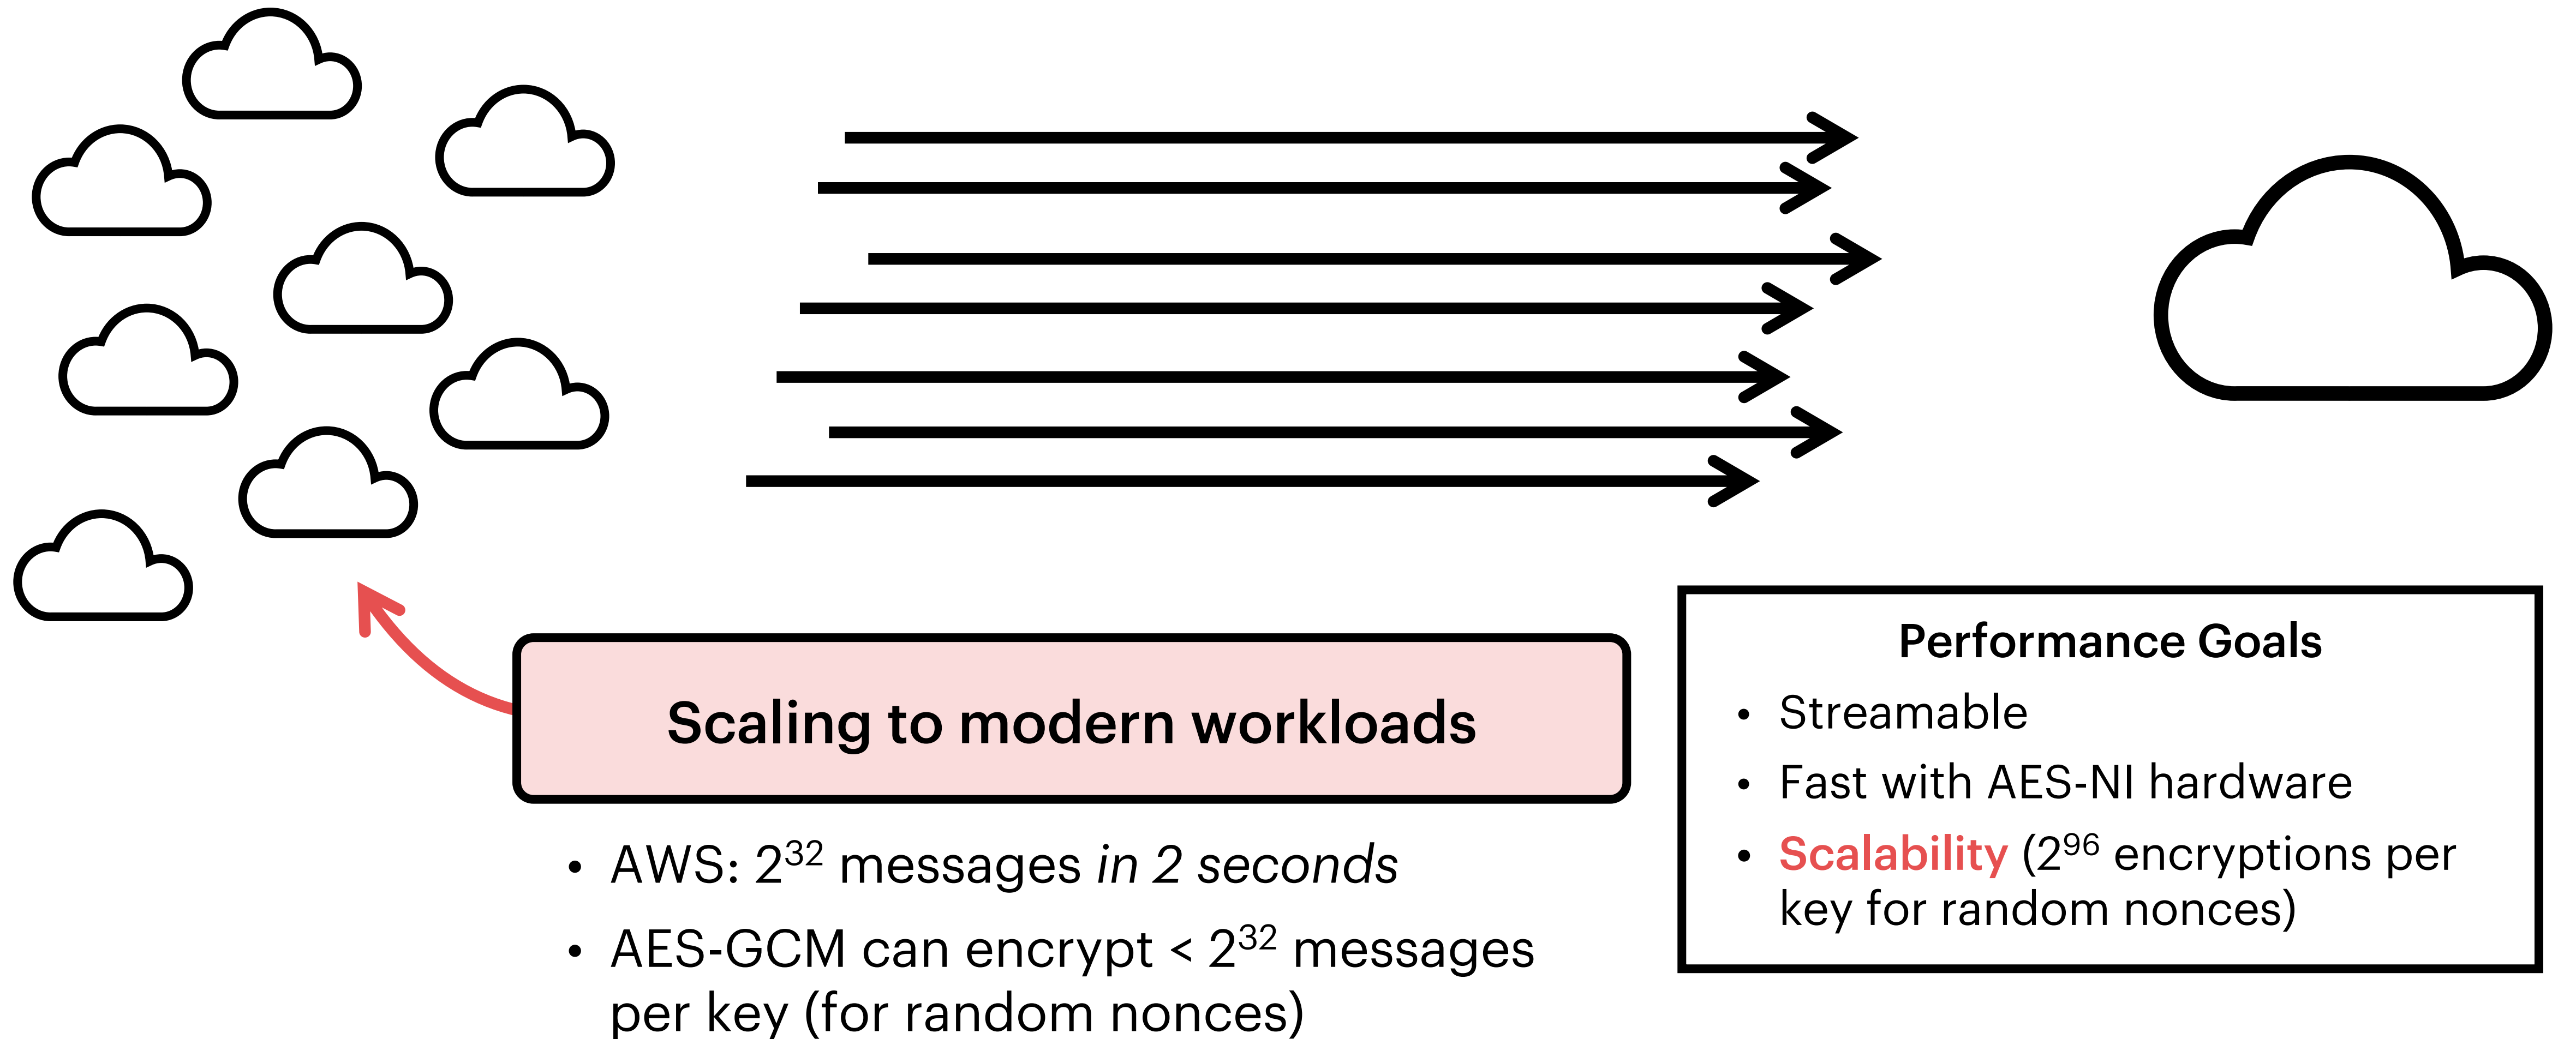 Scaling to modern workloads
• AWS: 2³² messages in 2 seconds
• AES-GCM can encrypt < 2³² messages
per key (for random nonces)
Performance Goals
• Streamable
• Fast with AES-NI hardware
• Scalability (2⁹⁶ encryptions per
key for random nonces)